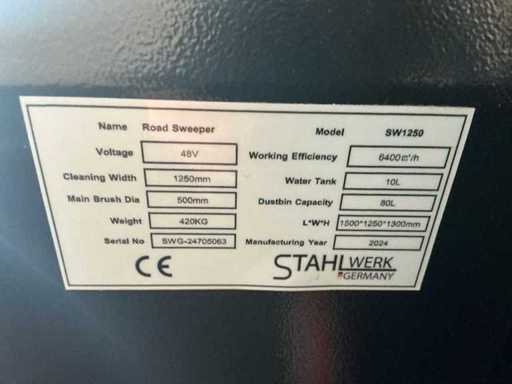 Name Road Sweeper Model SW1250
Voltage 48V Working Efficiency 6400㎡/h
Cleaning Width 1250mm Water Tank 10L
Main Brush Dia 500mm Dustbin Capacity 80L
Weight 420KG L*W*H 1500*1250*1300mm
Serial No SWG-24705063 Manufacturing Year 2024
CE STAHLWERK
GERMANY